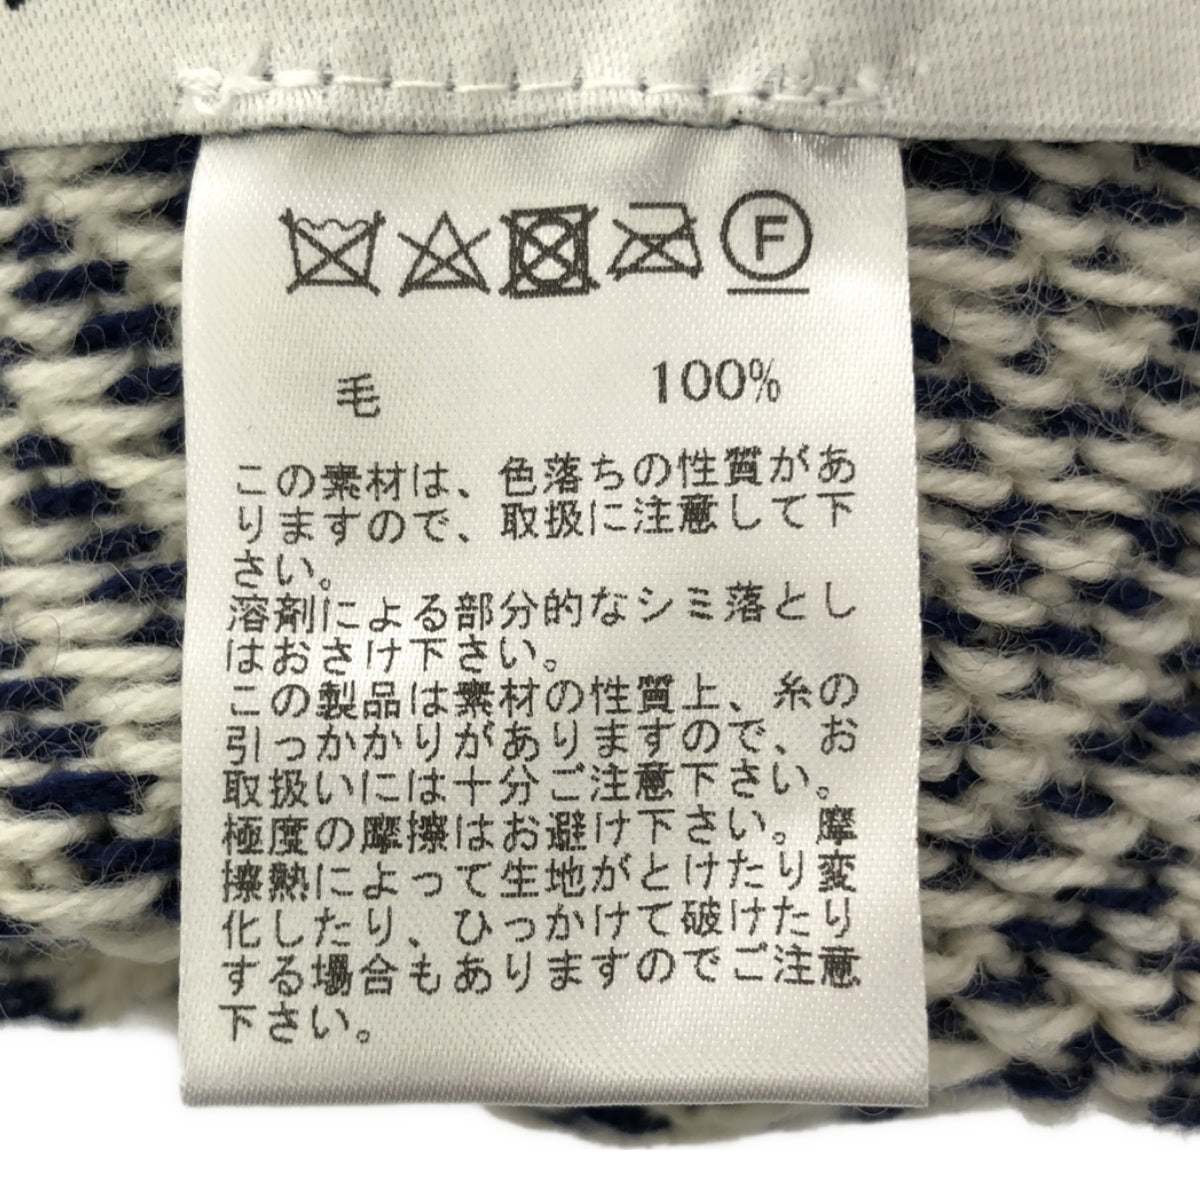 F
毛 100%
この素材は、色落ちの性質があ
りますので、取扱に注意して下
さい。
溶剤による部分的なシミ落とし
はおさけ下さい。
この製品は素材の性質上、糸の
引っかかりがありますので、お
取扱いには十分ご注意下さい。
極度の摩擦はお避け下さい。摩
擦熱によって生地がとけたり変
化したり、ひっかけて破けたり
する場合もありますのでご注意
下さい。